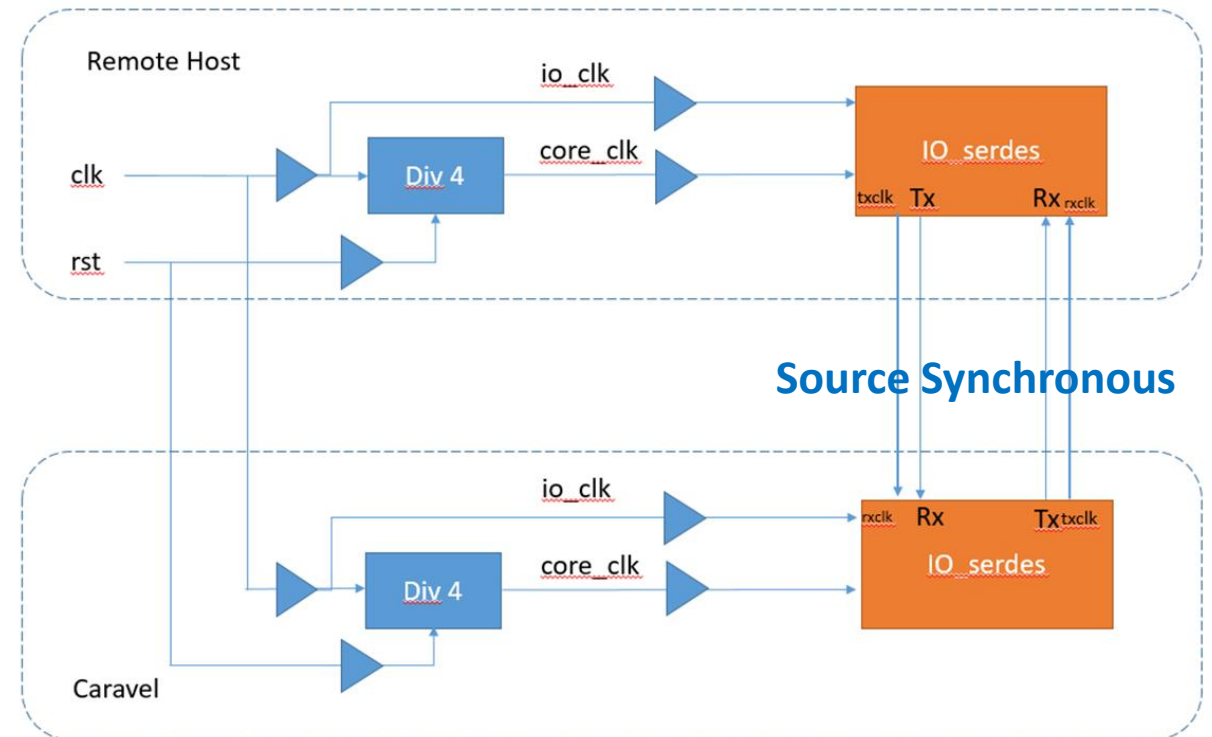 Remote Host
io_clk
clk
Div 4
core_clk
IO_serdes
txclk Tx Rx rxclk
rst
Source Synchronous
io_clk
rxclk Rx Tx txclk
Div 4
core_clk
IO_serdes
Caravel